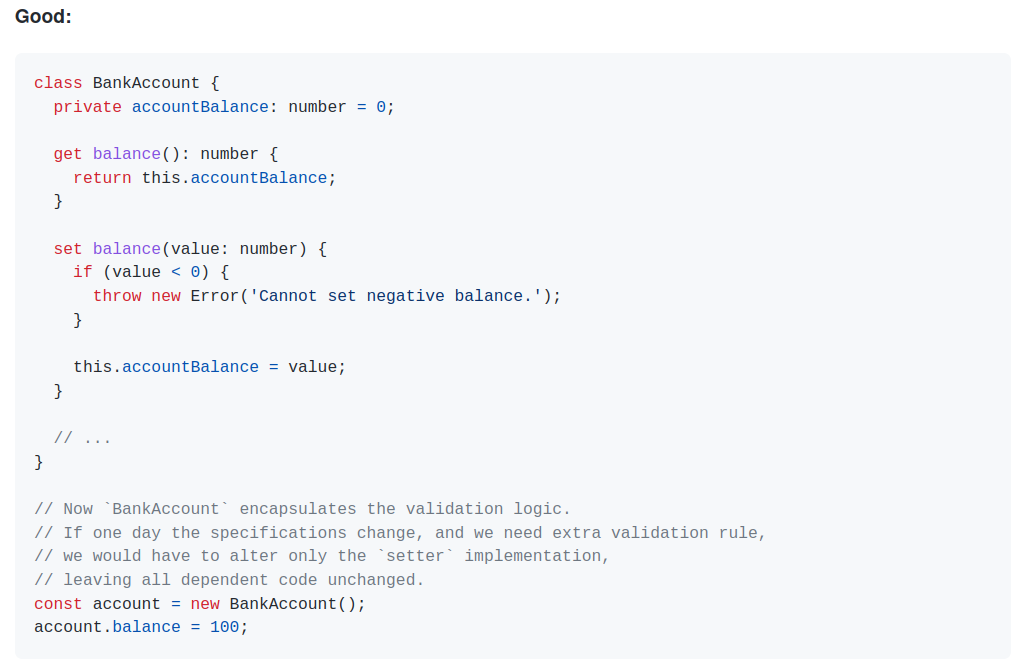 Good:
class BankAccount {
  private accountBalance: number = 0;
  get balance(): number {
    return this.accountBalance;
  }
  set balance(value: number) {
    if (value < 0) {
      throw new Error('Cannot set negative balance.');
    }
    this.accountBalance = value;
  }
  // ...
}
// Now `BankAccount` encapsulates the validation logic.
// If one day the specifications change, and we need extra validation rule,
// we would have to alter only the `setter` implementation,
// leaving all dependent code unchanged.
const account = new BankAccount();
account.balance = 100;